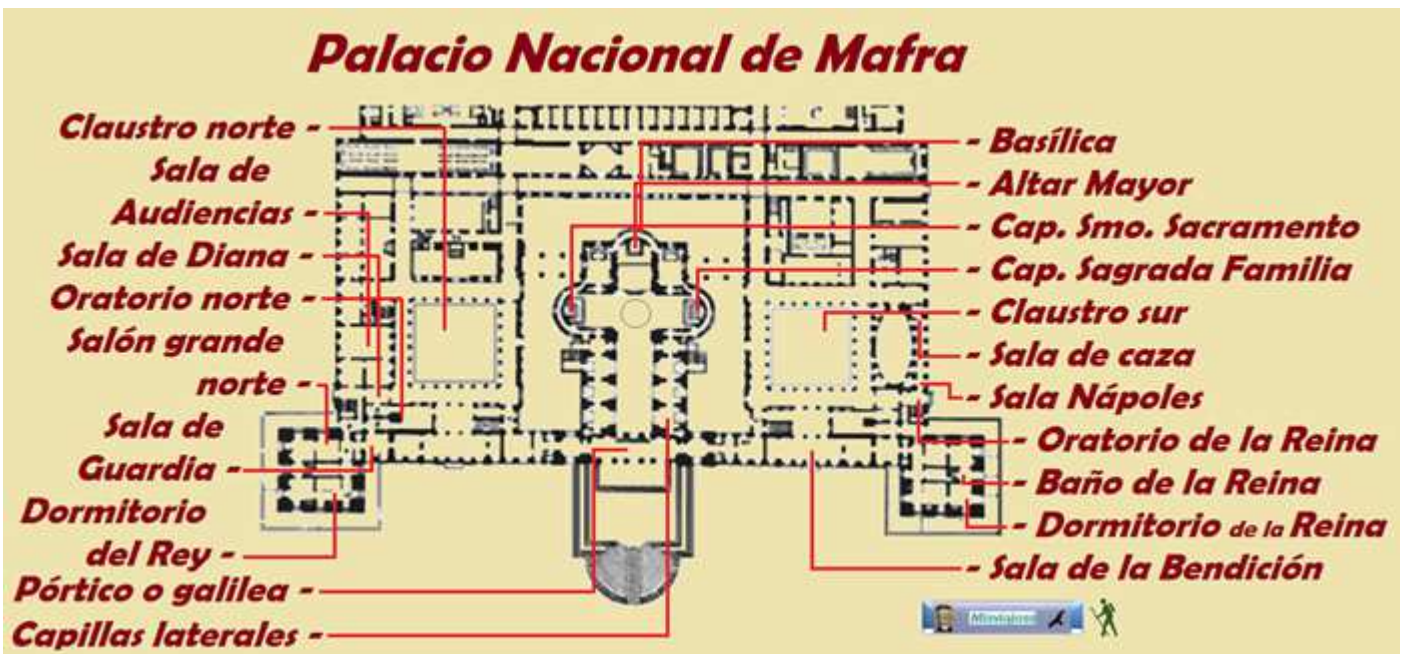 Palacio Nacional de Mafra
Claustro norte -
Sala de
Audiencias -
Sala de Diana -
Oratorio norte -
Salón grande
norte -
Sala de
Guardia -
Dormitorio
del Rey -
Pórtico o galilea -
Capillas laterales -
- Basílica
- Altar Mayor
- Cap. Smo. Sacramento
- Cap. Sagrada Familia
- Claustro sur
- Sala de caza
- Sala Nápoles
- Oratorio de la Reina
- Baño de la Reina
- Dormitorio de la Reina
- Sala de la Bendición